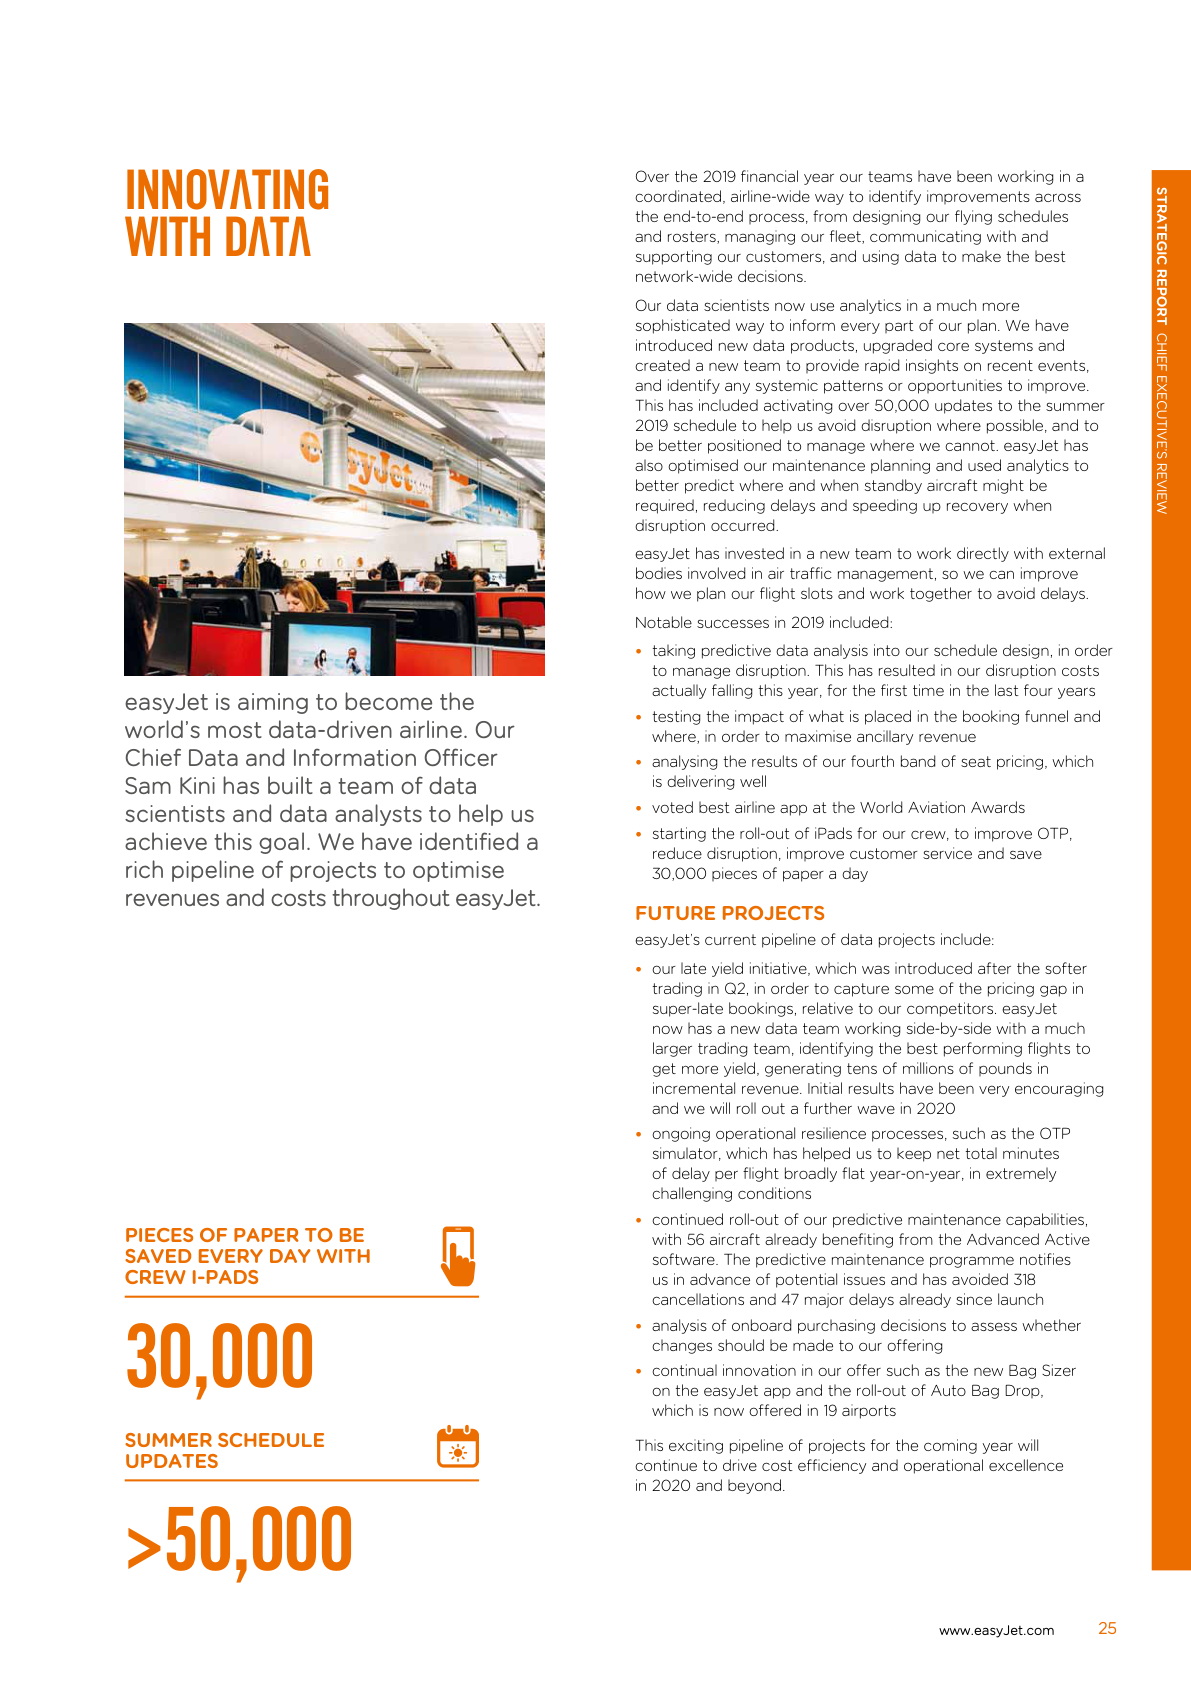 INNOVATING
WITH DATA
easyJet
easyJet is aiming to become the
world's most data-driven airline. Our
Chief Data and Information Officer
Sam Kini has built a team of data
scientists and data analysts to help us
achieve this goal. We have identified a
rich pipeline of projects to optimise
revenues and costs throughout easyJet.
PIECES OF PAPER TO BE
SAVED EVERY DAY WITH
CREW I-PADS
30,000
SUMMER SCHEDULE
UPDATES
>50,000
Over the 2019 financial year our teams have been working in a
coordinated, airline-wide way to identify improvements across
the end-to-end process, from designing our flying schedules
and rosters, managing our fleet, communicating with and
supporting our customers, and using data to make the best
network-wide decisions.
Our data scientists now use analytics in a much more
sophisticated way to inform every part of our plan. We have
introduced new data products, upgraded core systems and
created a new team to provide rapid insights on recent events,
and identify any systemic patterns or opportunities to improve.
This has included activating over 50,000 updates to the summer
2019 schedule to help us avoid disruption where possible, and to
be better positioned to manage where we cannot. easyJet has
also optimised our maintenance planning and used analytics to
better predict where and when standby aircraft might be
required, reducing delays and speeding up recovery when
disruption occurred.
easyJet has invested in a new team to work directly with external
bodies involved in air traffic management, so we can improve
how we plan our flight slots and work together to avoid delays.
Notable successes in 2019 included:
• taking predictive data analysis into our schedule design, in order
to manage disruption. This has resulted in our disruption costs
actually falling this year, for the first time in the last four years
• testing the impact of what is placed in the booking funnel and
where, in order to maximise ancillary revenue
• analysing the results of our fourth band of seat pricing, which
is delivering well
• voted best airline app at the World Aviation Awards
• starting the roll-out of iPads for our crew, to improve OTP,
reduce disruption, improve customer service and save
30,000 pieces of paper a day
FUTURE PROJECTS
easyJet's current pipeline of data projects include:
• our late yield initiative, which was introduced after the softer
trading in Q2, in order to capture some of the pricing gap in
super-late bookings, relative to our competitors. easyJet
now has a new data team working side-by-side with a much
larger trading team, identifying the best performing flights to
get more yield, generating tens of millions of pounds in
incremental revenue. Initial results have been very encouraging
and we will roll out a further wave in 2020
• ongoing operational resilience processes, such as the OTP
simulator, which has helped us to keep net total minutes
of delay per flight broadly flat year-on-year, in extremely
challenging conditions
• continued roll-out of our predictive maintenance capabilities,
with 56 aircraft already benefiting from the Advanced Active
software. The predictive maintenance programme notifies
us in advance of potential issues and has avoided 318
cancellations and 47 major delays already since launch
• analysis of onboard purchasing decisions to assess whether
changes should be made to our offering
• continual innovation in our offer such as the new Bag Sizer
on the easyJet app and the roll-out of Auto Bag Drop,
which is now offered in 19 airports
This exciting pipeline of projects for the coming year will
continue to drive cost efficiency and operational excellence
in 2020 and beyond.
STRATEGIC REPORT CHIEF EXECUTIVE'S REVIEW
www.easyJet.com 25